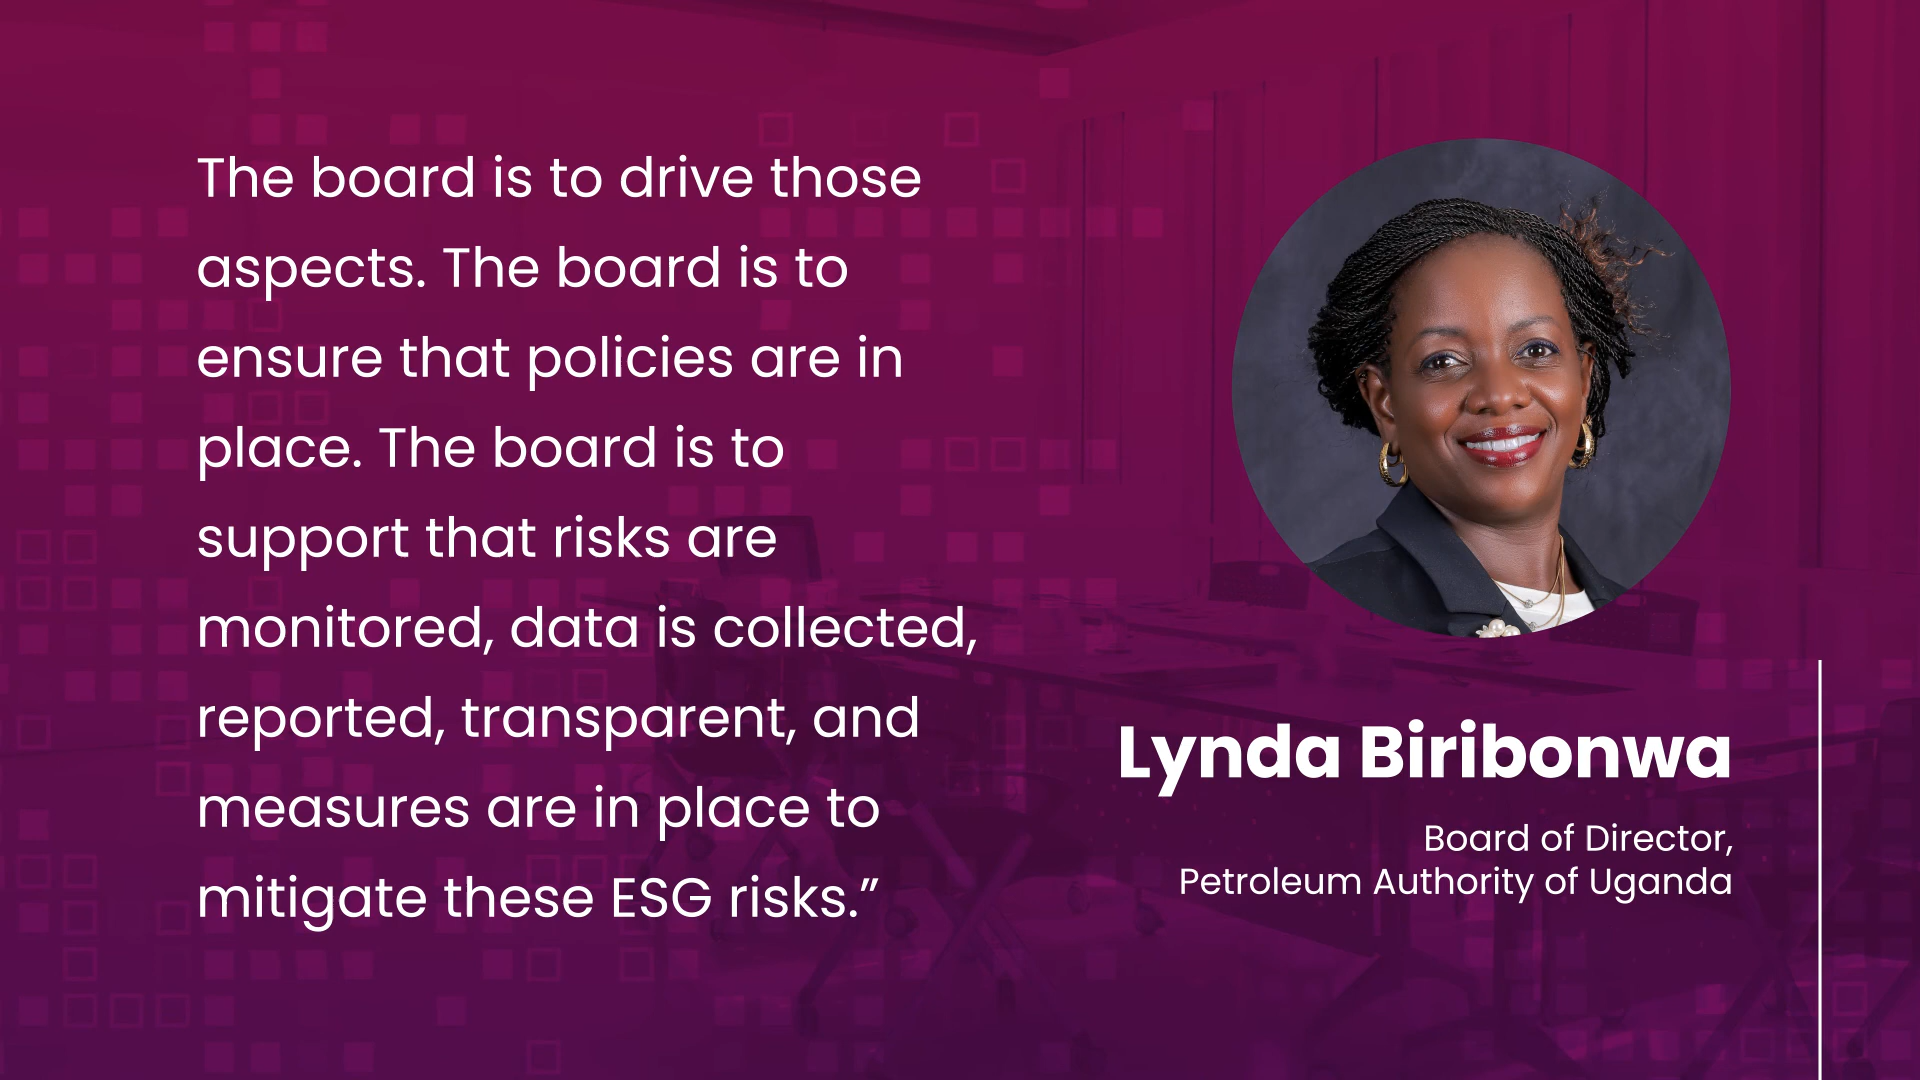 The board is to drive those
aspects. The board is to
ensure that policies are in
place. The board is to
support that risks are
monitored, data is collected,
reported, transparent, and
measures are in place to
mitigate these ESG risks.”
Lynda Biribonwa
Board of Director,
Petroleum Authority of Uganda